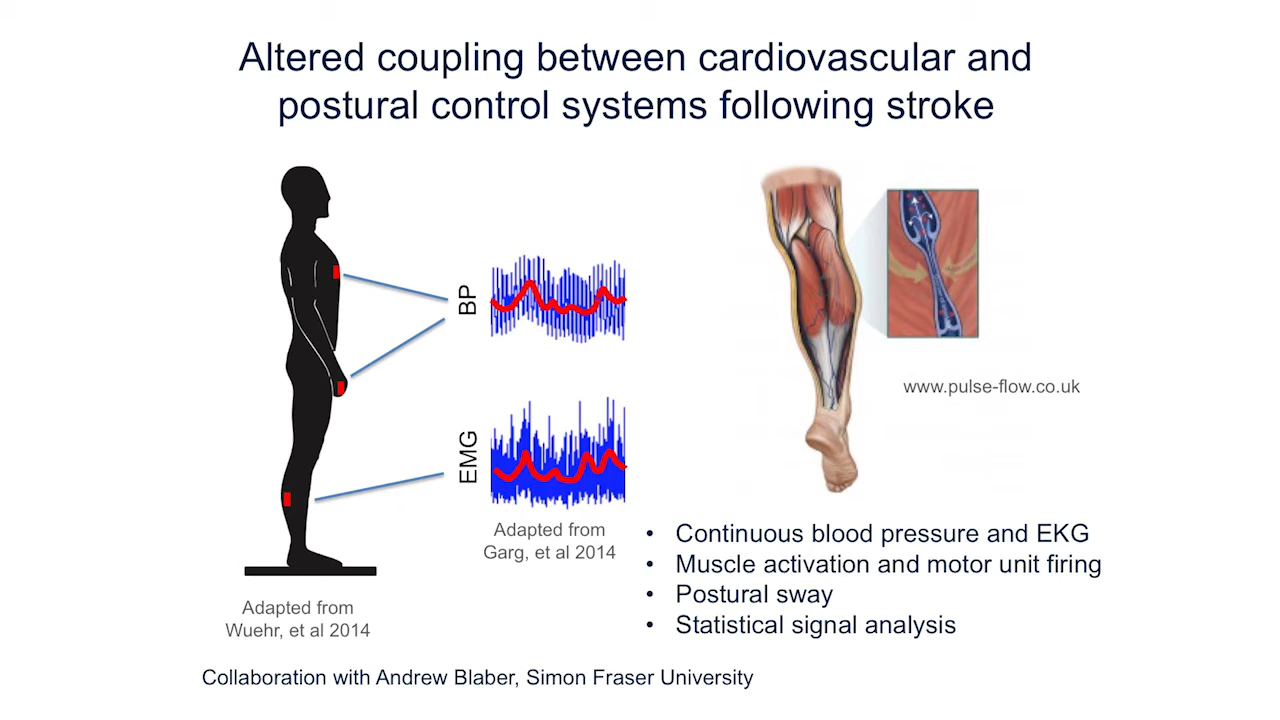 Altered coupling between cardiovascular and
postural control systems following stroke
BP
EMG
Adapted from
Garg, et al 2014
Adapted from
Wuehr, et al 2014
www.pulse-flow.co.uk
• Continuous blood pressure and EKG
• Muscle activation and motor unit firing
• Postural sway
• Statistical signal analysis
Collaboration with Andrew Blaber, Simon Fraser University